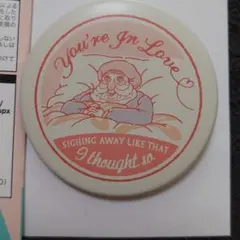 You're In Love
SIGHING AWAY LIKE THAT
I thought so.